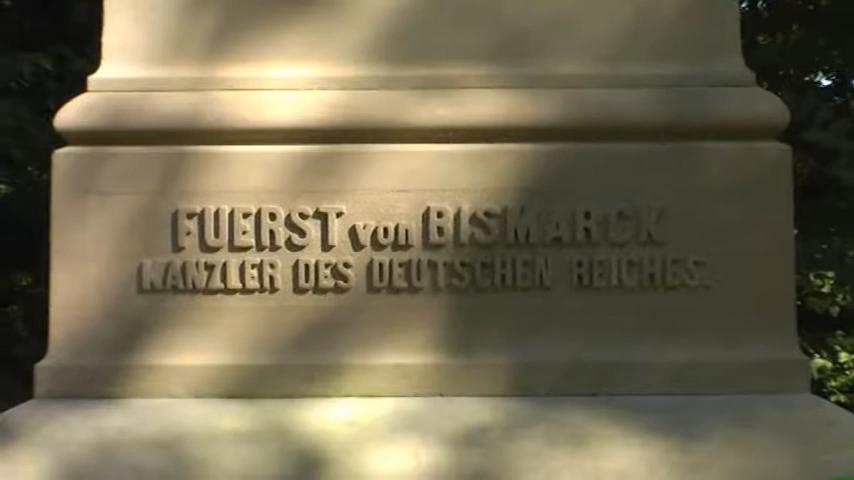 FUERST von BISMARCK
KANZLER DES DEUTSCHEN REICHES.